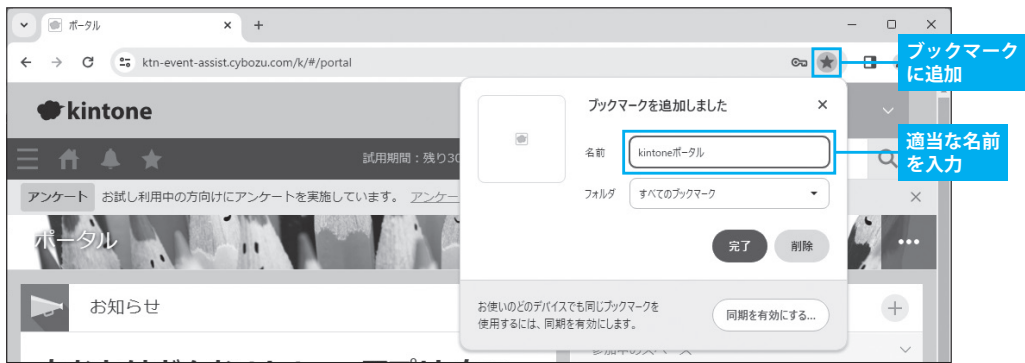 ポータル
ktn-event-assist.cybozu.com/k/#/portal
ブックマーク
に追加
kintone
ブックマークを追加しました
名前
kintoneポータル
適当な名前
を入力
試用期間：残り30
フォルダ
すべてのブックマーク
アンケート
お試し利用中の方向けにアンケートを実施しています。 アンケー
ポータル
完了
削除
お知らせ
お使いのどのデバイスでも同じブックマークを
使用するには、同期を有効にします。
同期を有効にする...